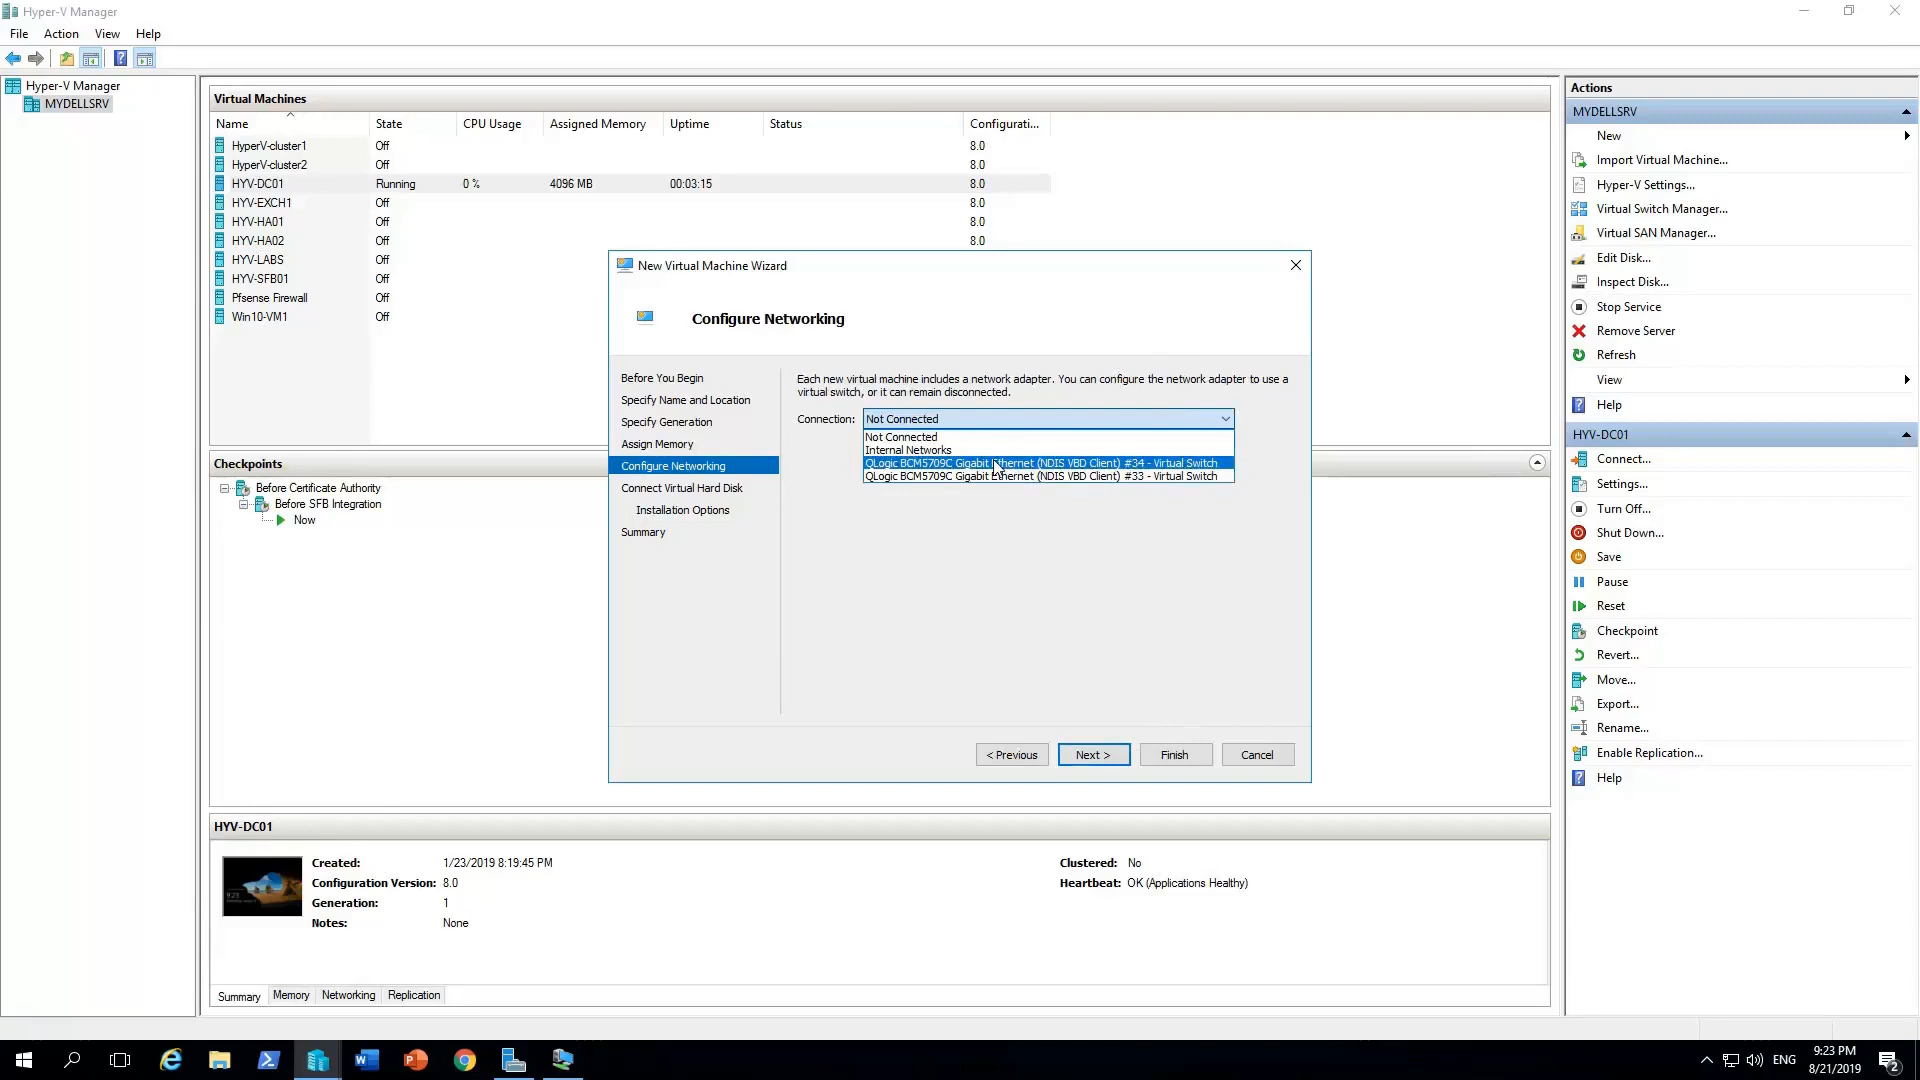 Hyper-V Manager
File Action View Help
Hyper-V Manager
MYDELLSRV
Virtual Machines
Name State CPU Usage Assigned Memory Uptime Status Configurati...
HyperV-cluster1 Off 8.0
HyperV-cluster2 Off 8.0
HYV-DC01 Running 0 % 4096 MB 00:03:15 8.0
HYV-EXCH1 Off 8.0
HYV-HA01 Off 8.0
HYV-HA02 Off 8.0
HYV-LABS Off
HYV-SFB01 Off
Pfsense Firewall Off
Win10-VM1 Off
New Virtual Machine Wizard
Configure Networking
Before You Begin
Specify Name and Location
Specify Generation
Assign Memory
Configure Networking
Connect Virtual Hard Disk
Installation Options
Summary
Each new virtual machine includes a network adapter. You can configure the network adapter to use a
virtual switch, or it can remain disconnected.
Connection: Not Connected
Not Connected
Internal Networks
QLogic BCM5709C Gigabit Ethernet (NDIS VBD Client) #34 - Virtual Switch
QLogic BCM5709C Gigabit Ethernet (NDIS VBD Client) #33 - Virtual Switch
< Previous Next > Finish Cancel
Checkpoints
Before Certificate Authority
Before SFB Integration
Now
HYV-DC01
Created: 1/23/2019 8:19:45 PM
Configuration Version: 8.0
Generation: 1
Notes: None
Clustered: No
Heartbeat: OK (Applications Healthy)
Summary Memory Networking Replication
Actions
MYDELLSRV
New
Import Virtual Machine...
Hyper-V Settings...
Virtual Switch Manager...
Virtual SAN Manager...
Edit Disk...
Inspect Disk...
Stop Service
Remove Server
Refresh
View
Help
HYV-DC01
Connect...
Settings...
Turn Off...
Shut Down...
Save
Pause
Reset
Checkpoint
Revert...
Move...
Export...
Rename...
Enable Replication...
Help
ENG
9:23 PM
8/21/2019
2